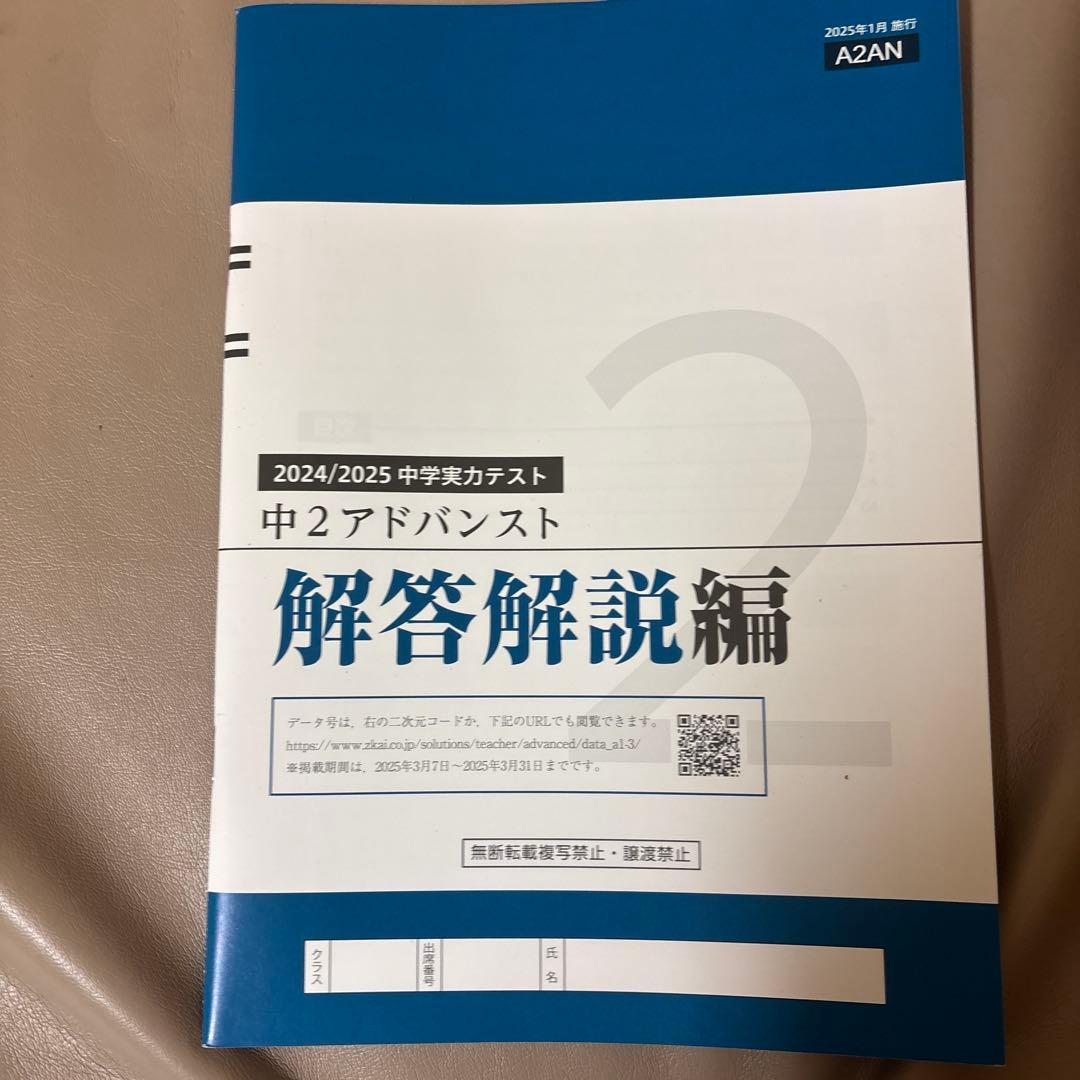 2025年1月 施行
A2AN
2
2024/2025 中学実力テスト
中2アドバンスト
解答解説編
データ号は、右の二次元コードか、下記のURLでも閲覧できます。
https://www.zkai.co.jp/solutions/teacher/advanced/data_a1-3/
※掲載期間は、2025年3月7日～2025年3月31日までです。
無断転載複写禁止・譲渡禁止
クラス
出席番号
氏名